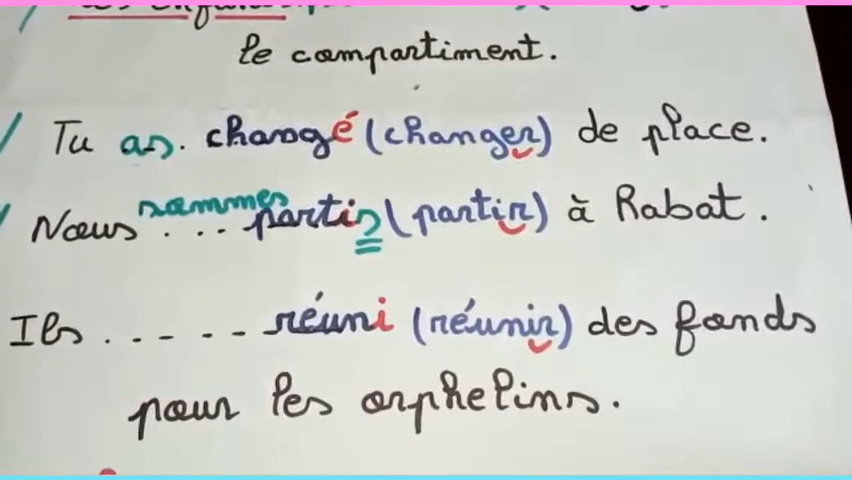 le compartiment.
Tu as. changé (changer) de place.
Nous sommes ... partis (partir) à Rabat.
Ils ..... réuni (réunir) des fonds
pour les orphelins.